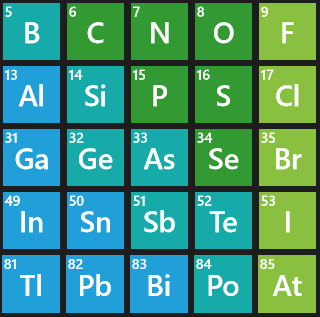 5 6 7 8 9
B C N O F
13 14 15 16 17
Al Si P S Cl
31 32 33 34 35
Ga Ge As Se Br
49 50 51 52 53
In Sn Sb Te I
81 82 83 84 85
Tl Pb Bi Po At